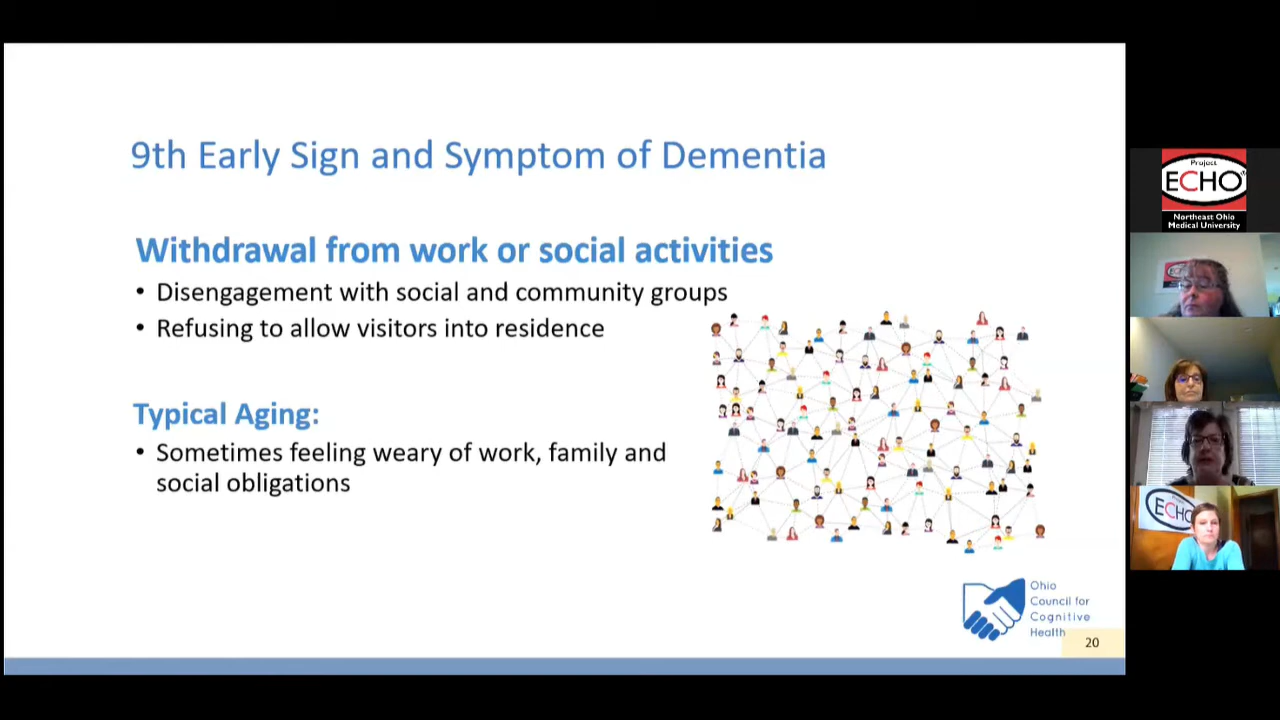 9th Early Sign and Symptom of Dementia
Withdrawal from work or social activities
• Disengagement with social and community groups
• Refusing to allow visitors into residence
Typical Aging:
• Sometimes feeling weary of work, family and
social obligations
Ohio
Council for
Cognitive
Health
20
Project
ECHO®
Northeast Ohio
Medical University
ECHO